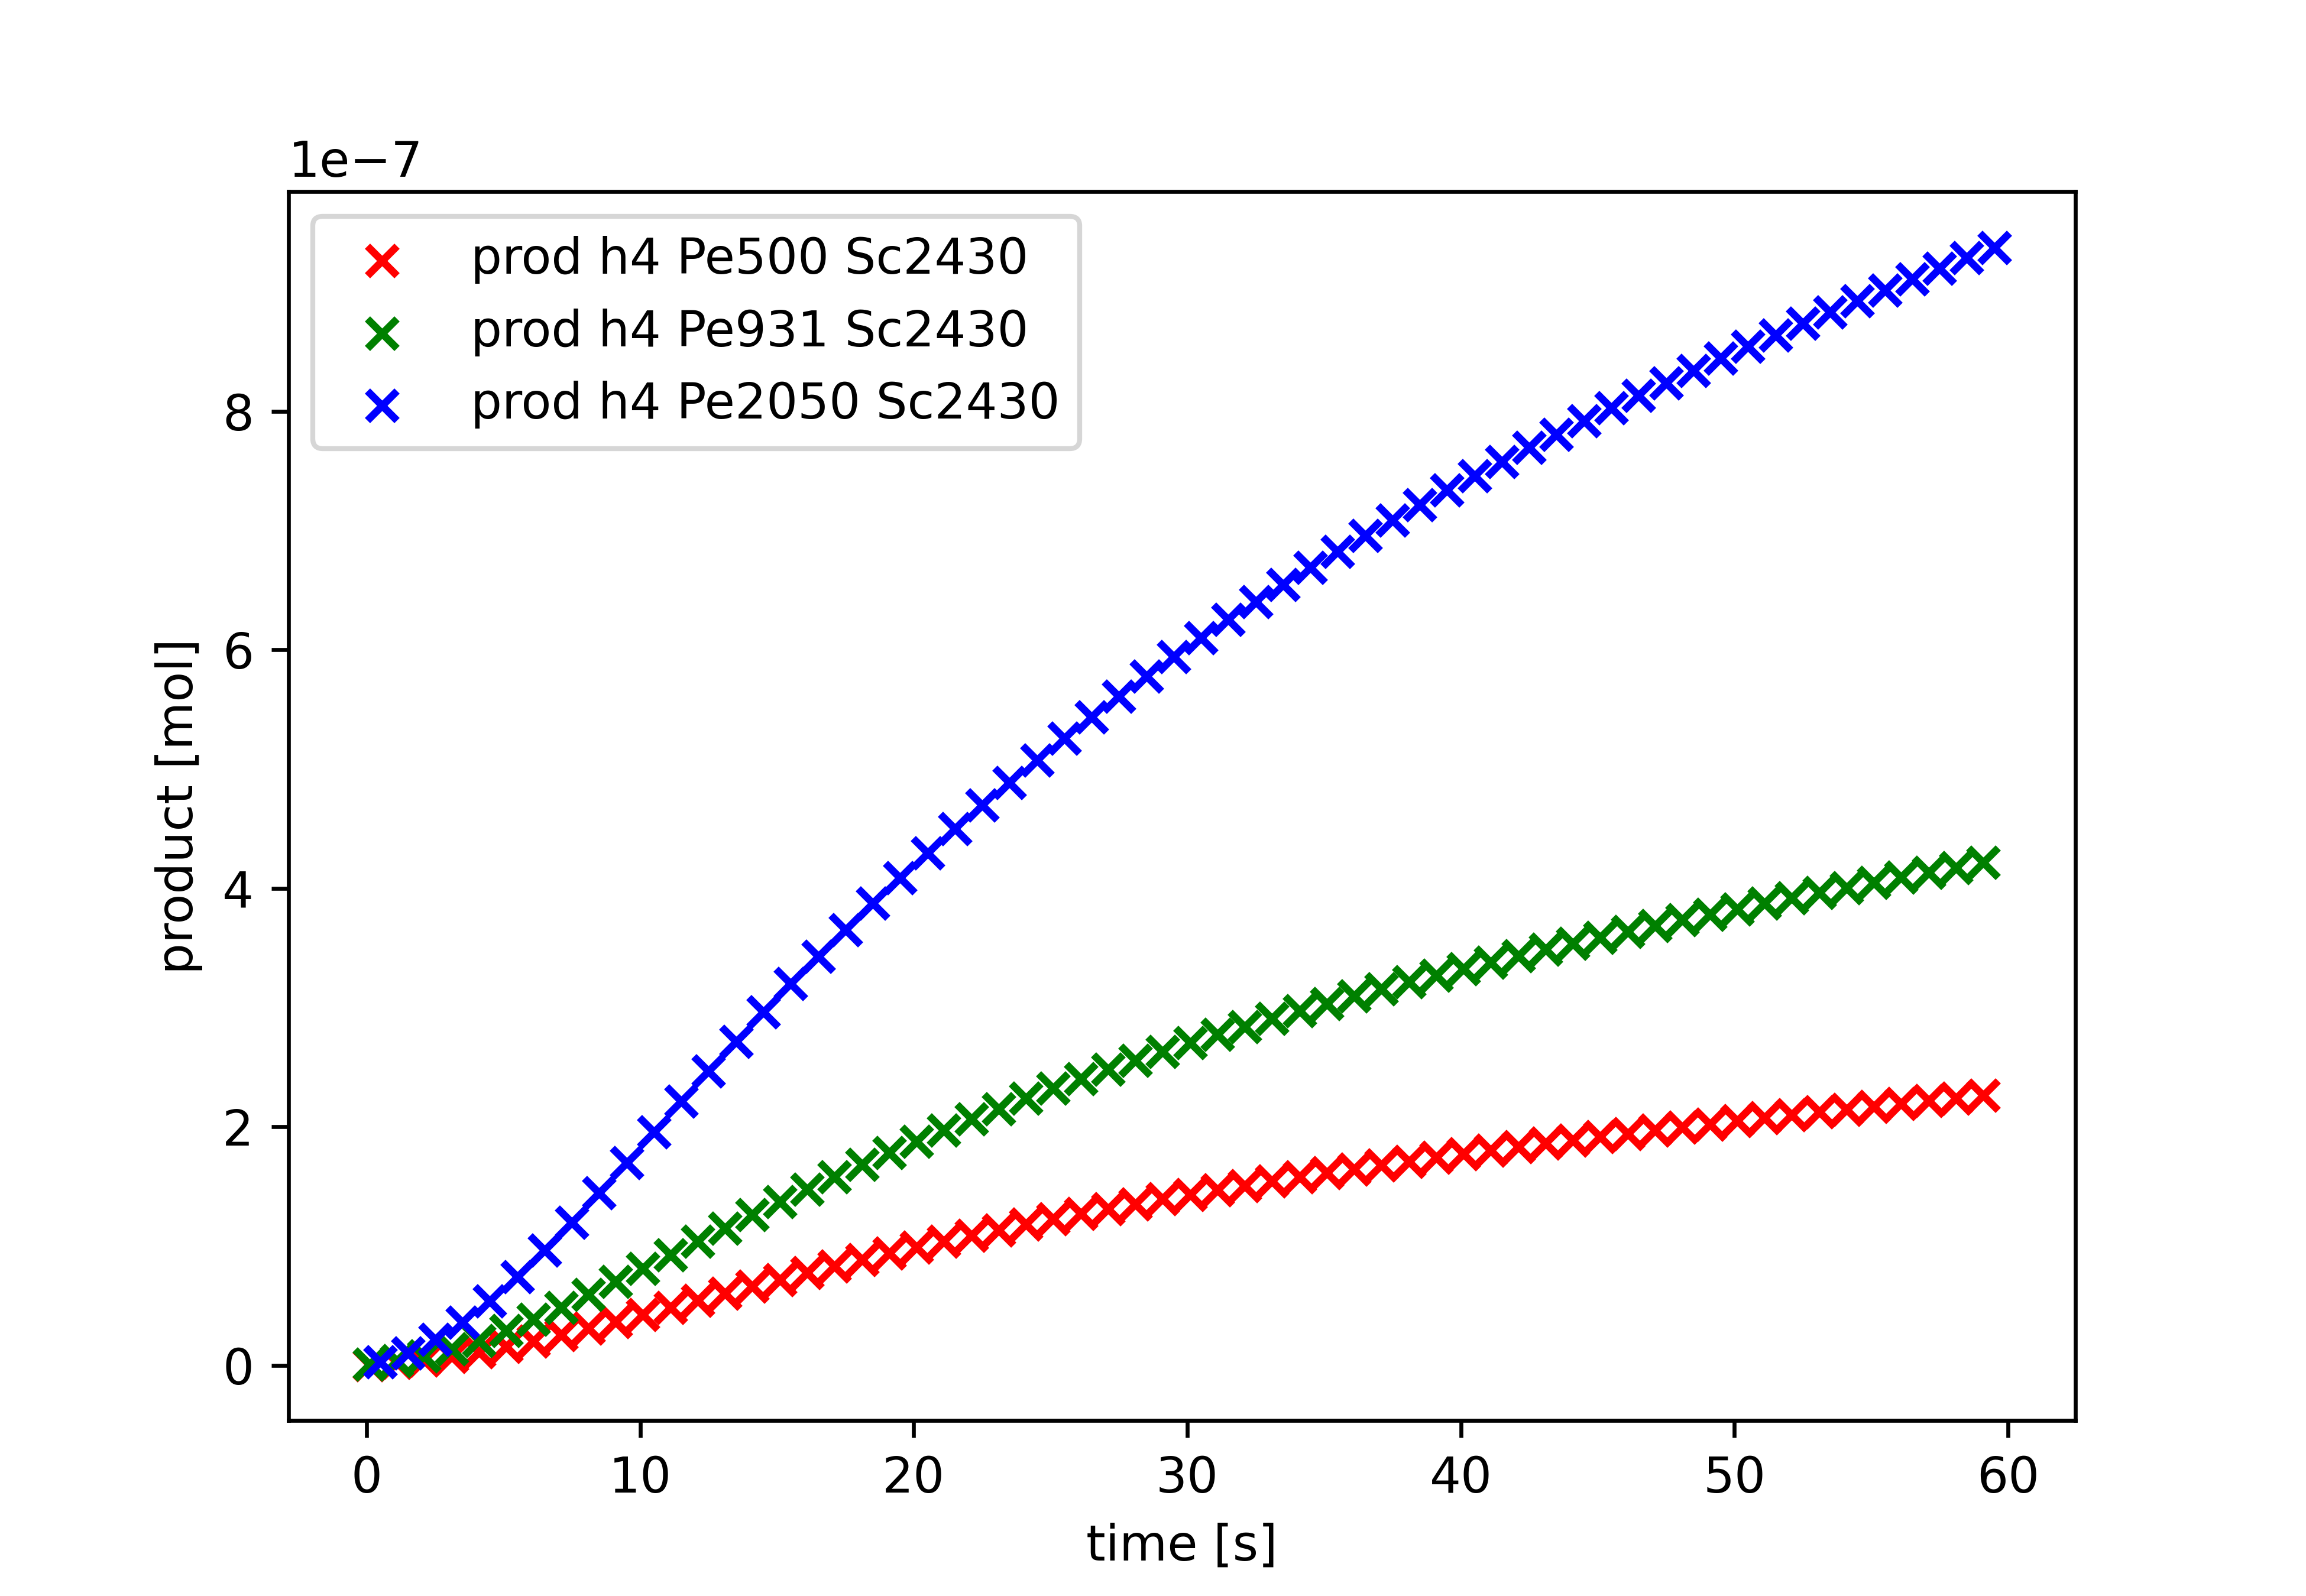 1e−7
prod h4 Pe500 Sc2430
prod h4 Pe931 Sc2430
prod h4 Pe2050 Sc2430
8
6
4
2
0
product [mol]
0 10 20 30 40 50 60
time [s]